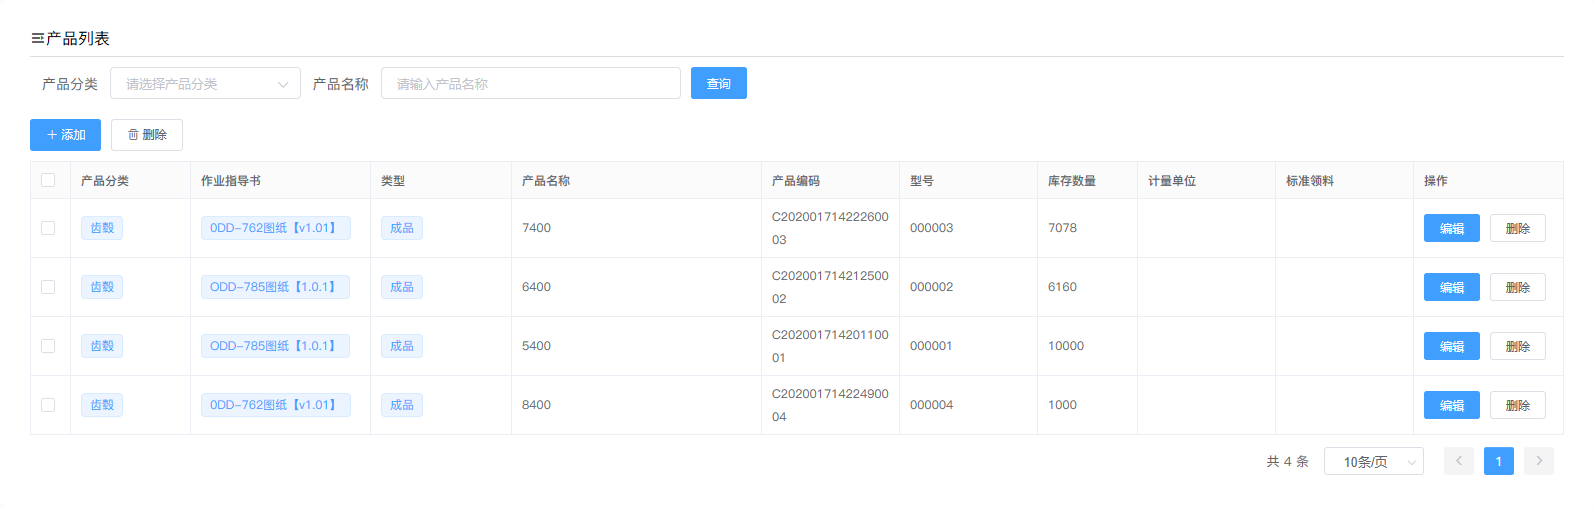 产品列表
产品分类 请选择产品分类 产品名称 请输入产品名称 查询
添加 删除
产品分类 作业指导书 类型 产品名称 产品编码 型号 库存数量 计量单位 标准领料 操作
齿毂 0DD-762图纸【v1.01】 成品 7400 C20200171422260003 000003 7078 编辑 删除
齿毂 ODD-785图纸【1.0.1】 成品 6400 C20200171421250002 000002 6160 编辑 删除
齿毂 ODD-785图纸【1.0.1】 成品 5400 C20200171420110001 000001 10000 编辑 删除
齿毂 0DD-762图纸【v1.01】 成品 8400 C20200171422490004 000004 1000 编辑 删除
共 4 条 10条/页 1